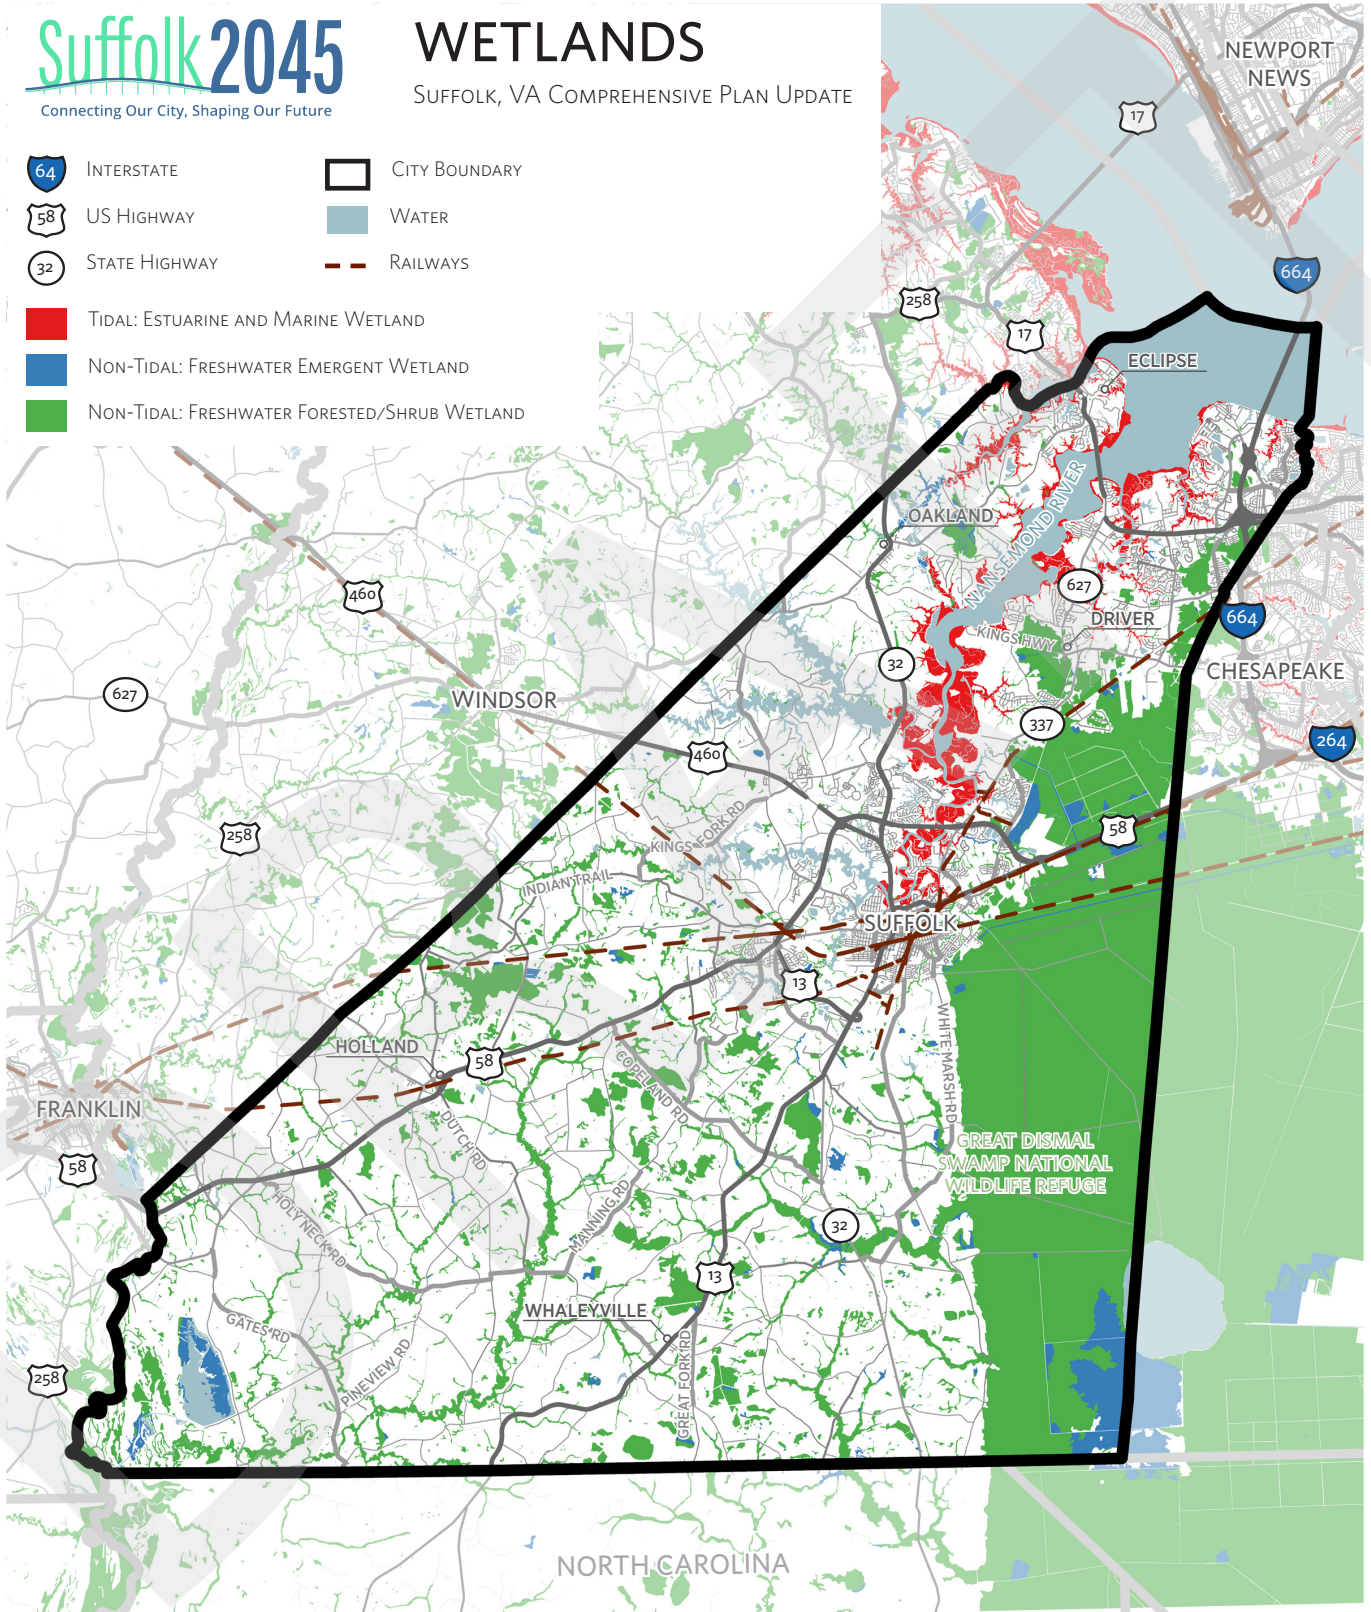 Suffolk 2045
Connecting Our City, Shaping Our Future
WETLANDS
Suffolk, VA Comprehensive Plan Update
64 Interstate
58 US Highway
32 State Highway
City Boundary
Water
Railways
Tidal: Estuarine and Marine Wetland
Non-Tidal: Freshwater Emergent Wetland
Non-Tidal: Freshwater Forested/Shrub Wetland
NEWPORT
NEWS
17
664
258
17
ECLIPSE
OAKLAND
NANSEMOND RIVER
460
627
DRIVER
664
KINGS HWY
32
CHESAPEAKE
627
WINDSOR
337
264
460
258
58
KINGS FORK RD
INDIAN TRAIL
SUFFOLK
13
WHITE MARSH RD
HOLLAND
58
COPELAND RD
FRANKLIN
DUTCH RD
GREAT DISMAL
SWAMP NATIONAL
WILDLIFE REFUGE
58
HOLY NECK RD
MANNING RD
32
13
WHALEYVILLE
GATES RD
PINEVIEW RD
GREAT FORK RD
258
NORTH CAROLINA